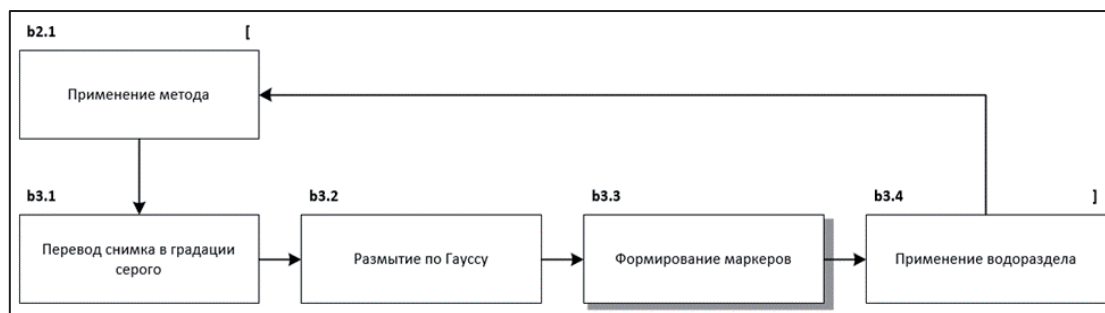 b2.1 [
Применение метода
b3.1
Перевод снимка в градации
серого
b3.2
Размытие по Гауссу
b3.3
Формирование маркеров
b3.4 ]
Применение водораздела